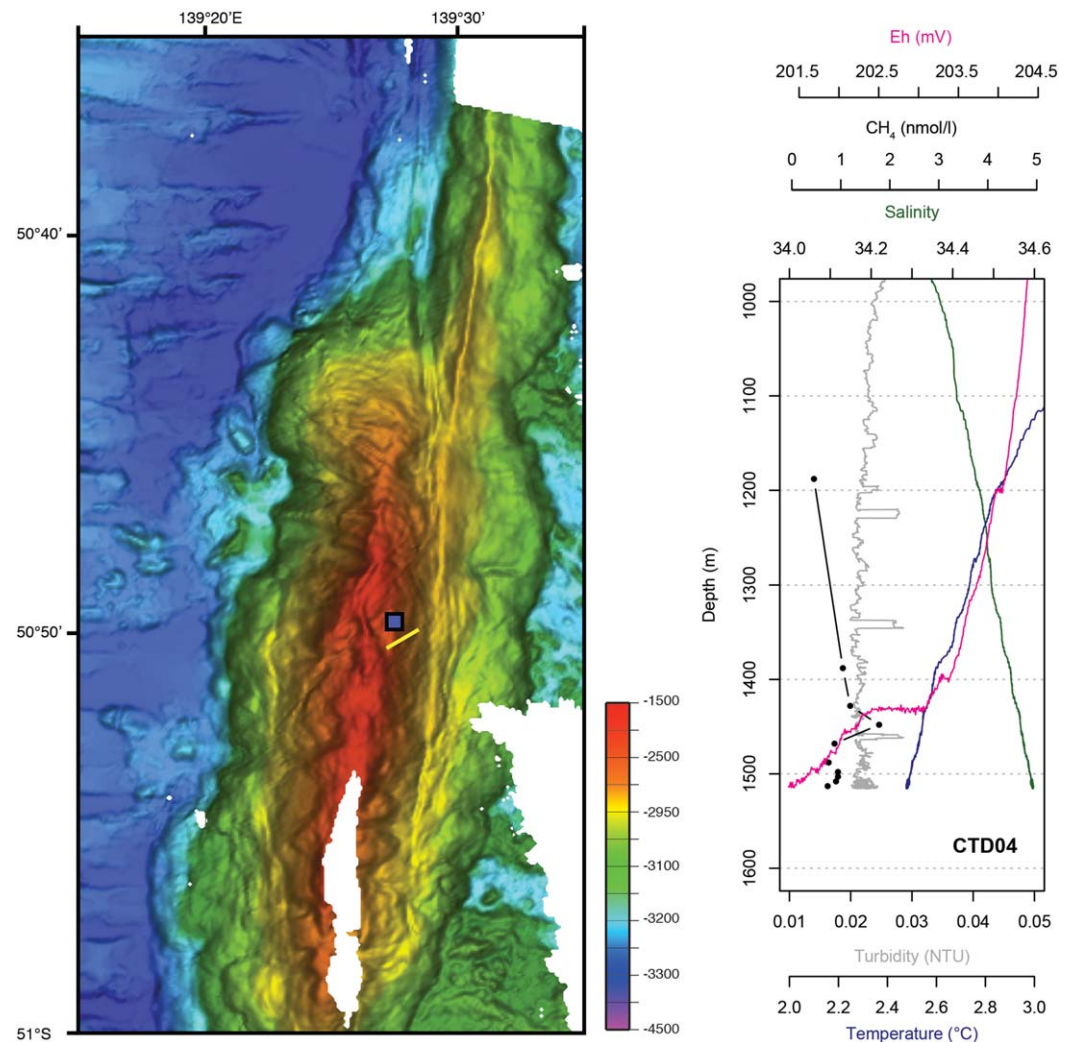 139°20'E 139°30'
50°40'
50°50'
51°S
-1500
-2500
-2950
-3100
-3200
-3300
-4500
Eh (mV)
201.5 202.5 203.5 204.5
CH4 (nmol/l)
0 1 2 3 4 5
Salinity
34.0 34.2 34.4 34.6
Depth (m)
1000
1100
1200
1300
1400
1500
1600
CTD04
0.01 0.02 0.03 0.04 0.05
Turbidity (NTU)
2.0 2.2 2.4 2.6 2.8 3.0
Temperature (°C)